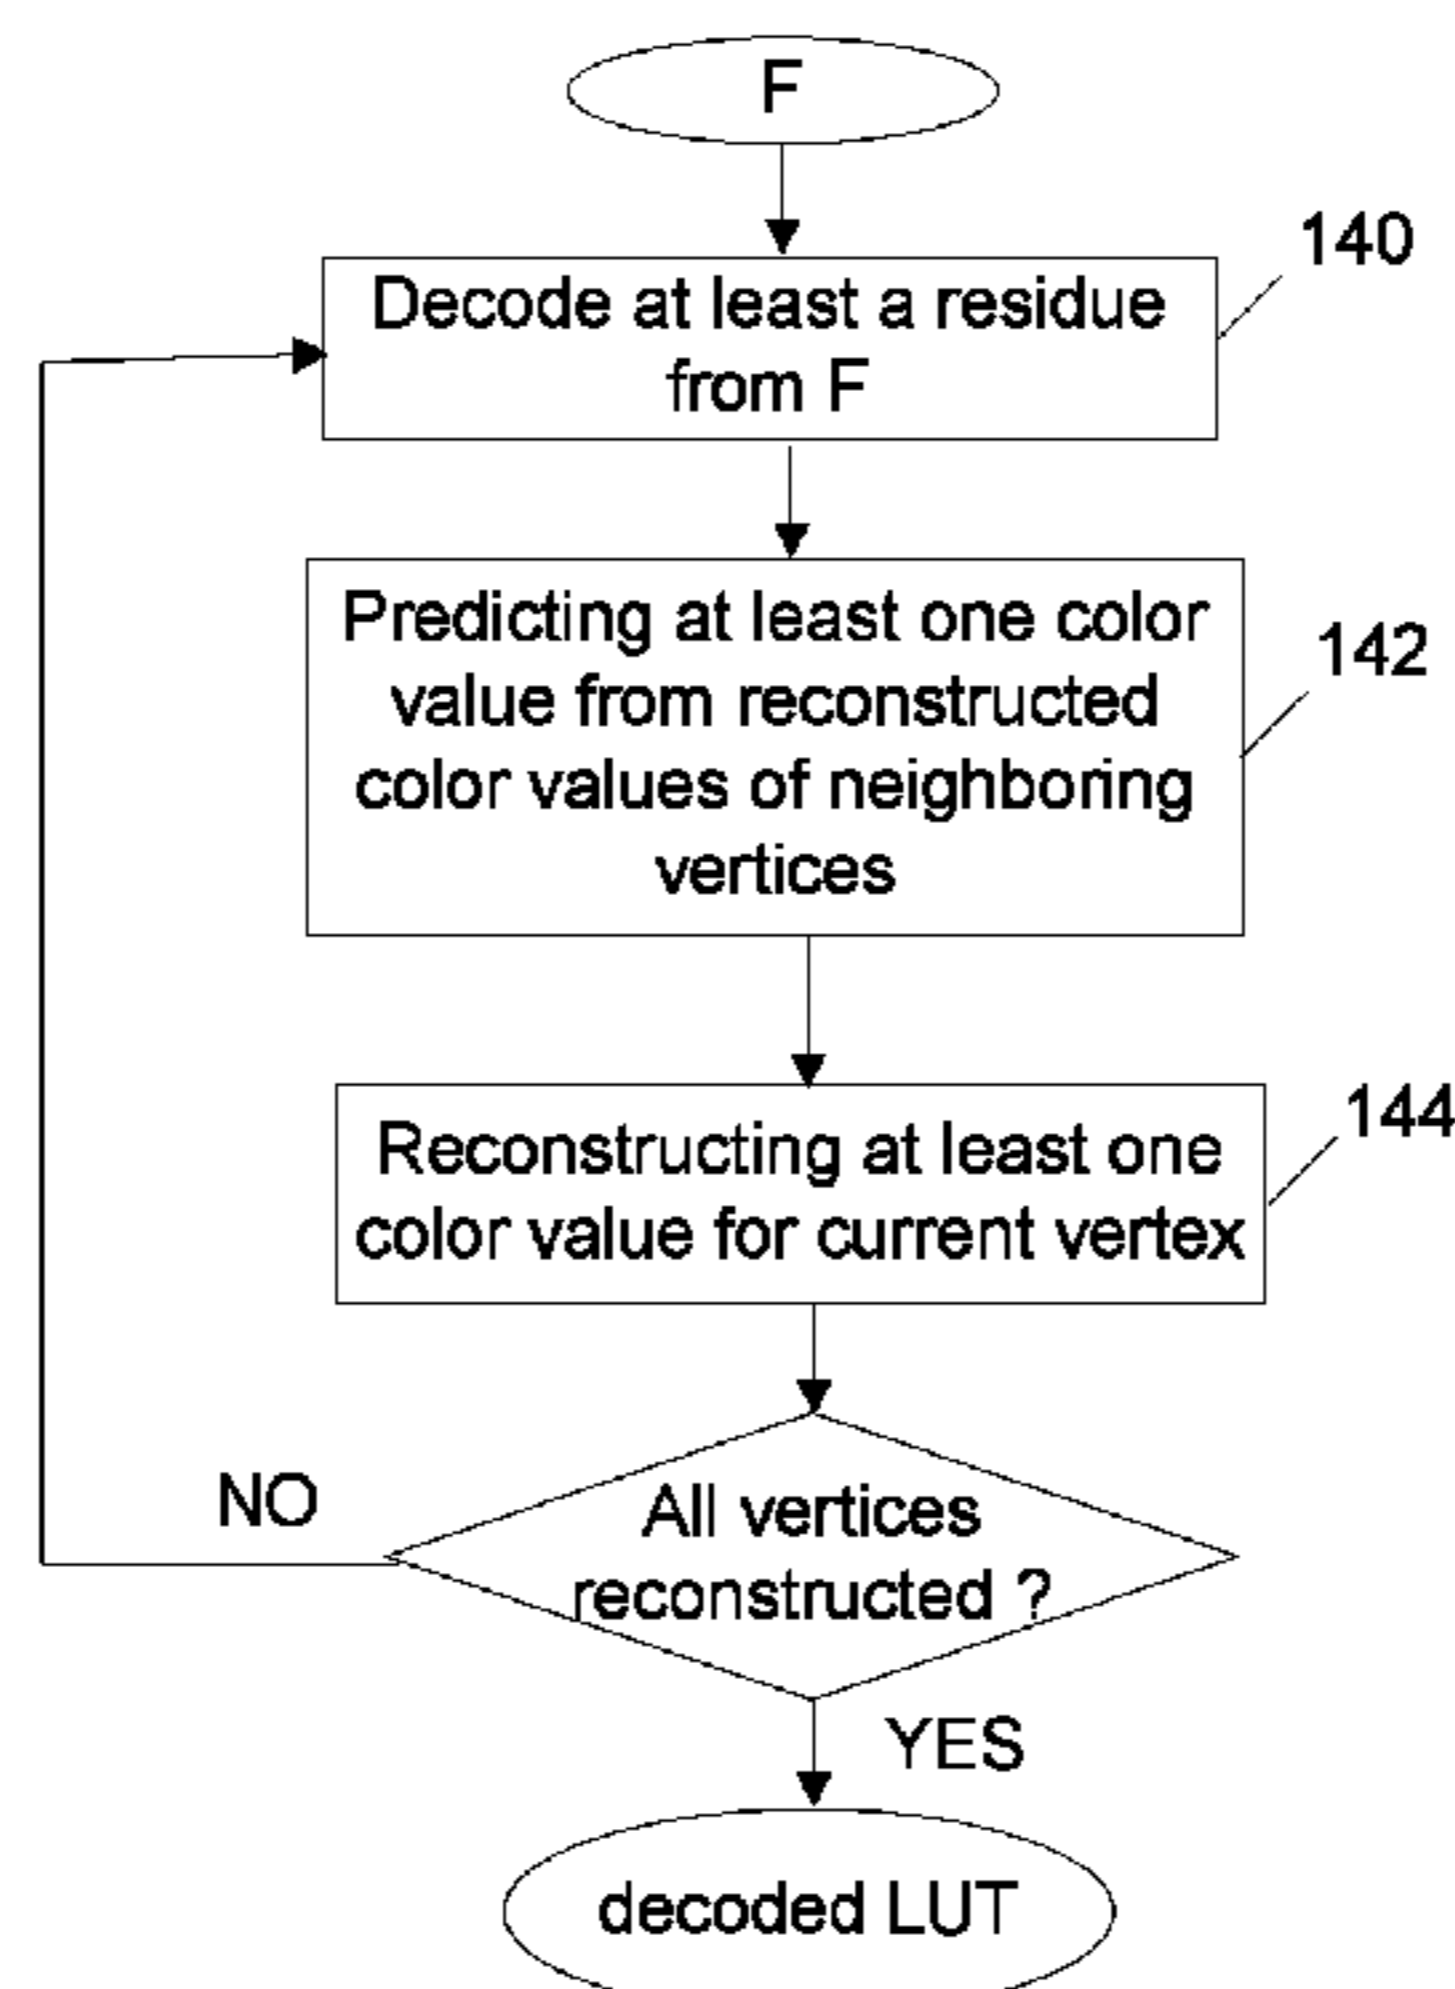 F
140
Decode at least a residue
from F
142
Predicting at least one color
value from reconstructed
color values of neighboring
vertices
144
Reconstructing at least one
color value for current vertex
NO
All vertices
reconstructed ?
YES
decoded LUT